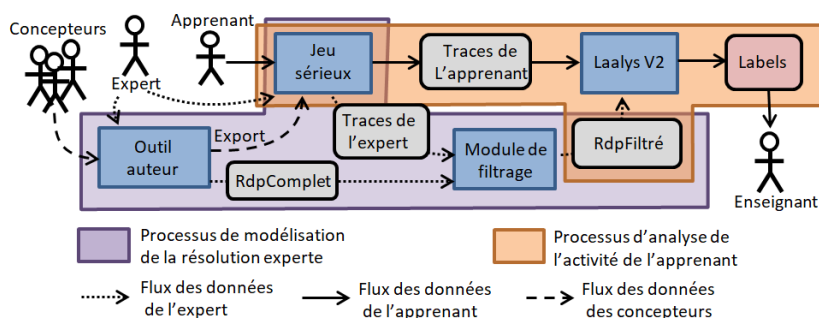 Concepteurs
Expert
Apprenant
Jeu
sérieux
Traces de
L'apprenant
Laalys V2
Labels
Outil
auteur
Export
Traces de
l'expert
RdpComplet
Module de
filtrage
RdpFiltré
Enseignant
Processus de modélisation
de la résolution experte
Processus d'analyse de
l'activité de l'apprenant
Flux des données
de l'expert
Flux des données
de l'apprenant
Flux des données
des concepteurs